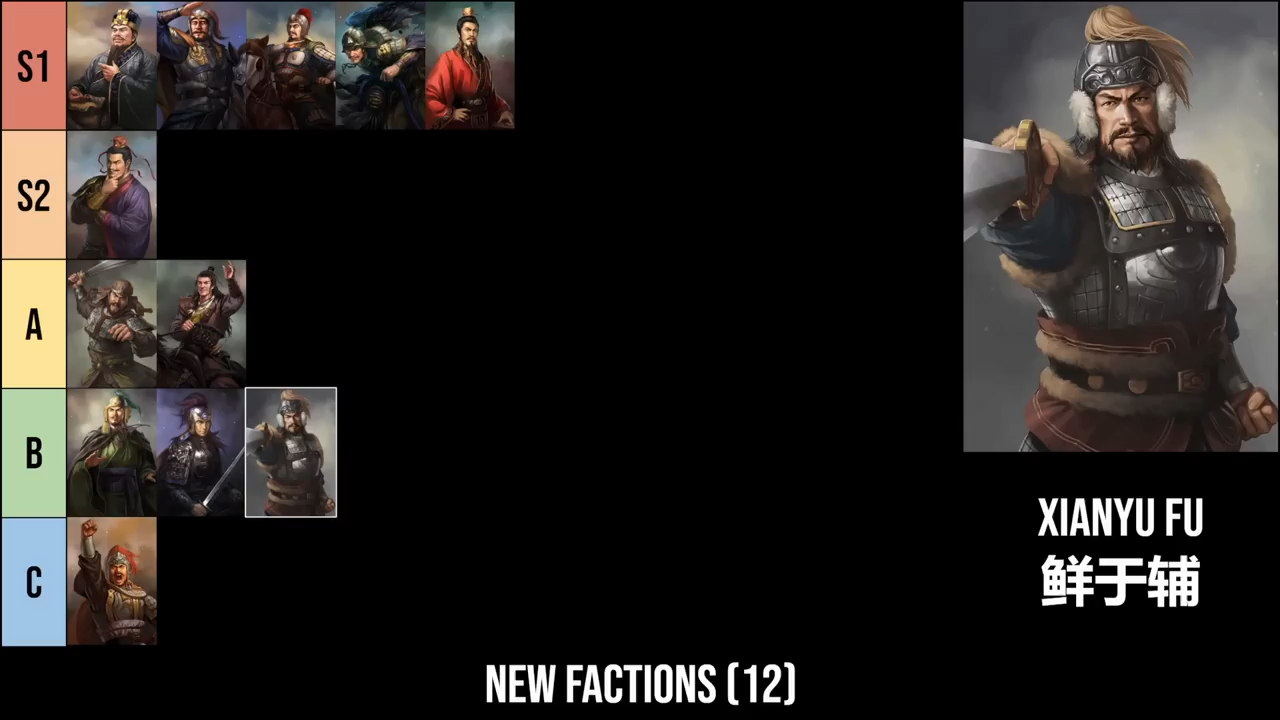 S1
S2
A
B
C
XIANYU FU
鲜于辅
NEW FACTIONS (12)